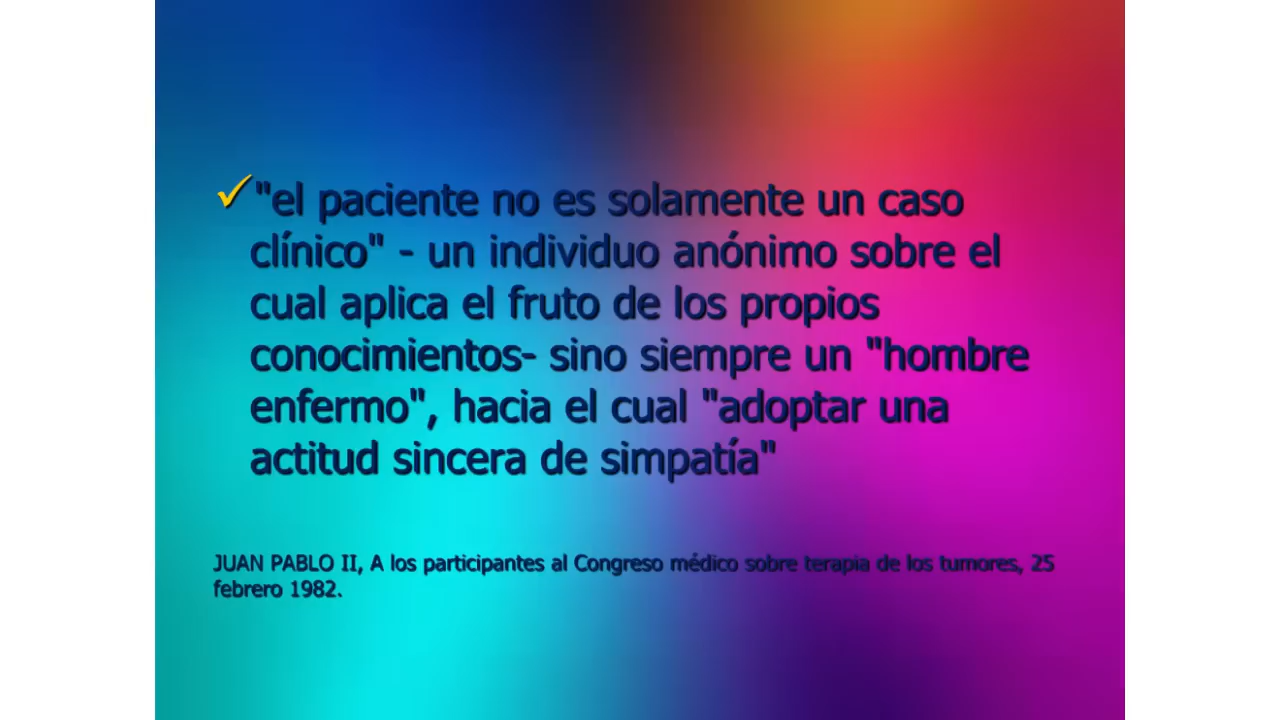 "el paciente no es solamente un caso
clínico" - un individuo anónimo sobre el
cual aplica el fruto de los propios
conocimientos- sino siempre un "hombre
enfermo", hacia el cual "adoptar una
actitud sincera de simpatía"
JUAN PABLO II, A los participantes al Congreso médico sobre terapia de los tumores, 25
febrero 1982.